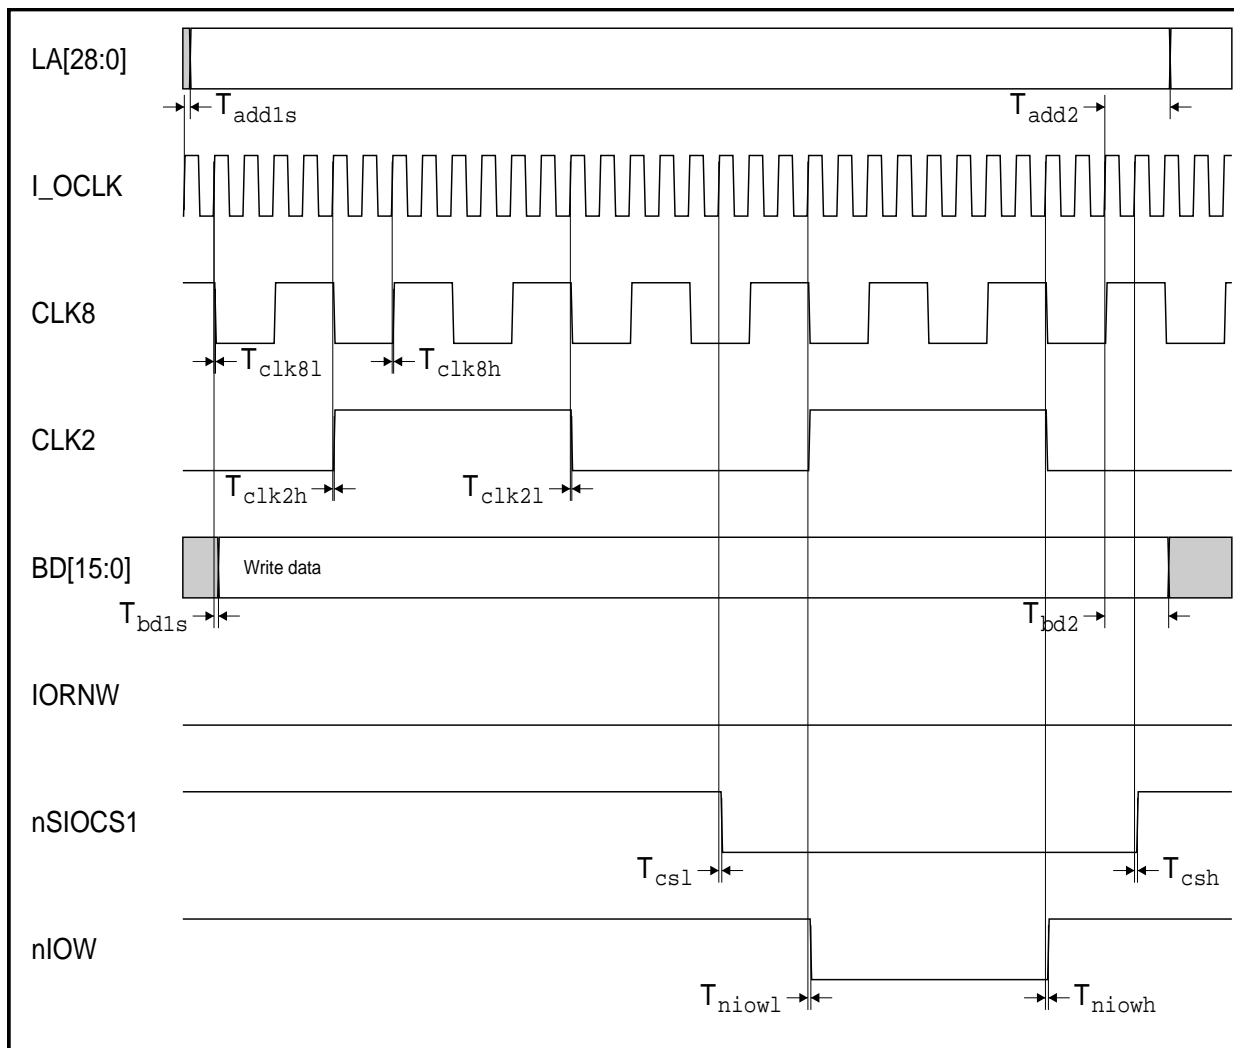 LA[28:0]
Tadd1s
Tadd2
I_OCLK
CLK8
Tclk8l
Tclk8h
CLK2
Tclk2h
Tclk2l
BD[15:0]
Write data
Tbd1s
Tbd2
IORNW
nSIOCS1
Tcsl
Tcsh
nIOW
Tniowl
Tniowh